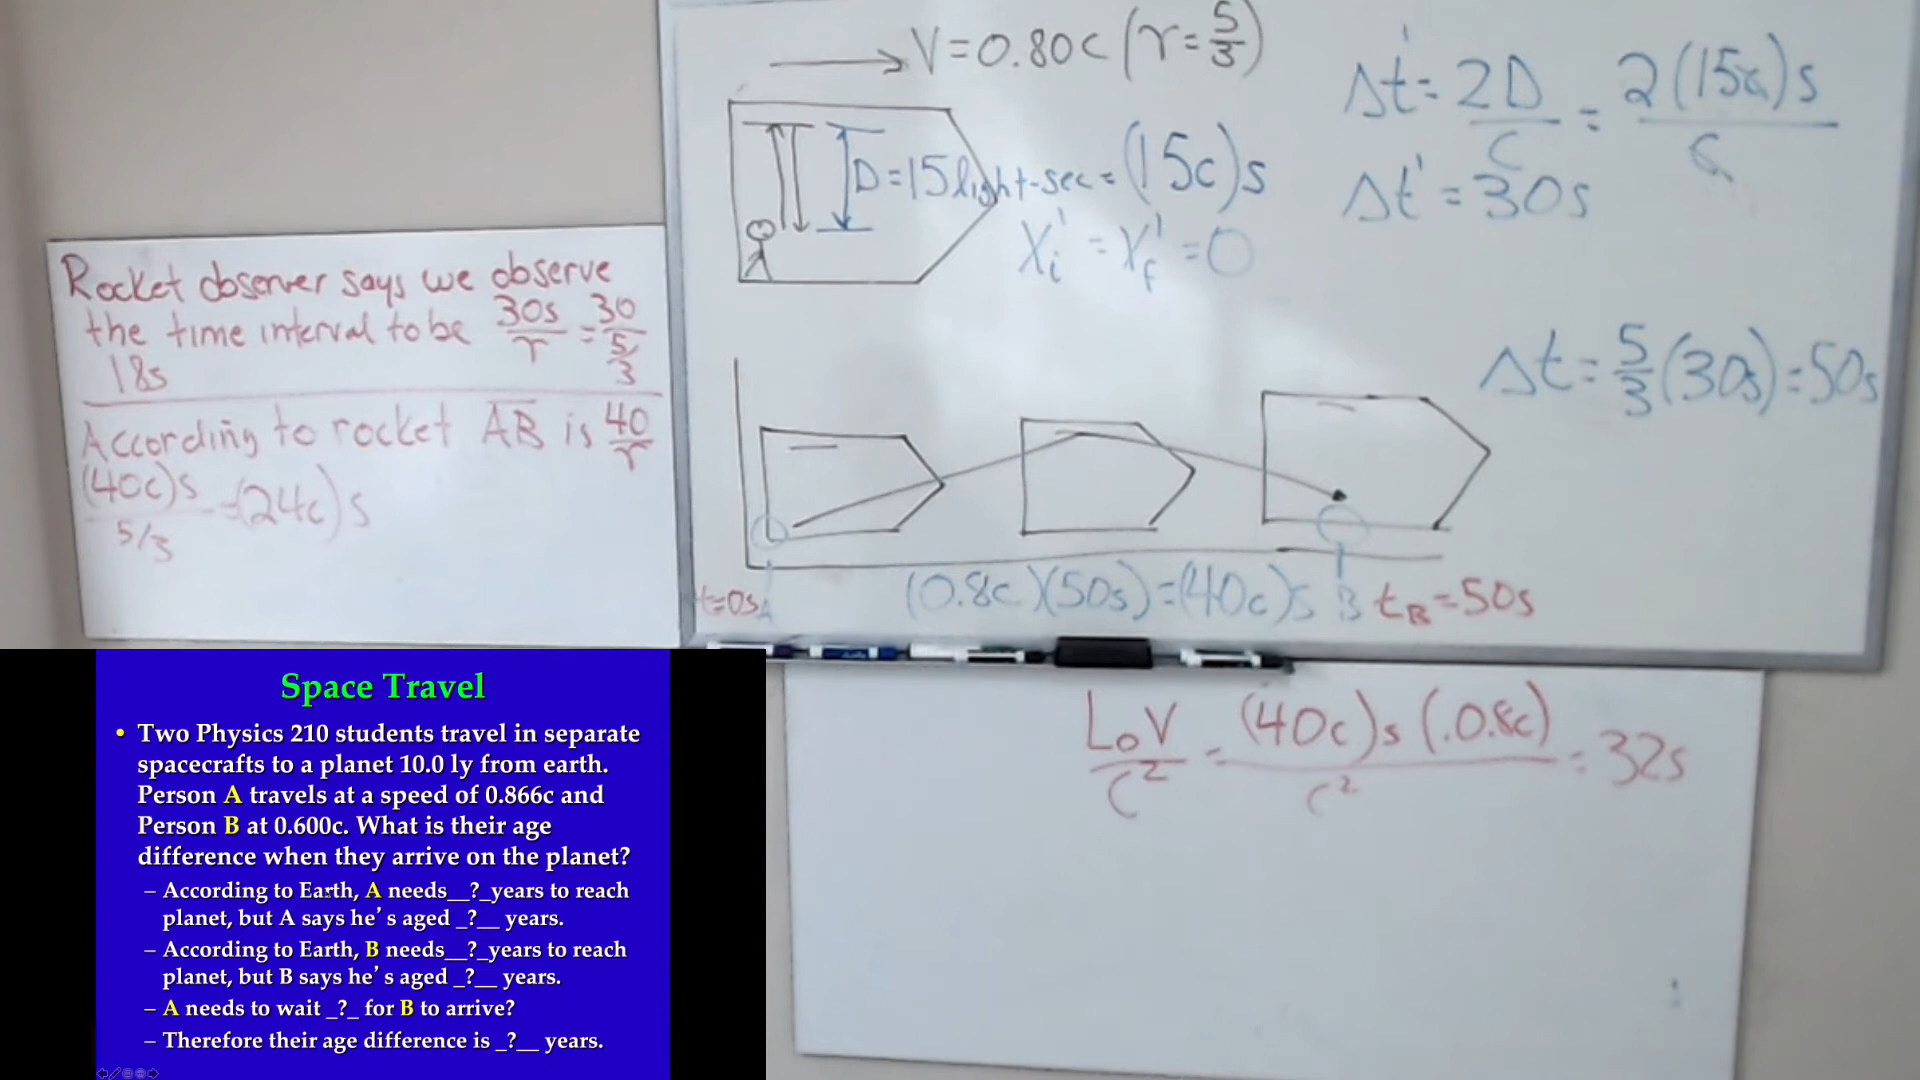 V=0.80c (γ=5/3)
D=15light-sec=(15c)s
Xi'=Xf'=0
Δt'=2D/c=2(15c)s/c
Δt'=30s
Δt=5/3(30s)=50s
t=0s A
(0.8c)(50s)=(40c)s B tB=50s
Rocket observer says we observe
the time interval to be 30s/γ=30/(5/3)
18s
According to rocket AB is 40/γ
(40c)s/(5/3)=(24c)s
LoV/c²=(40c)s(.0.8c)/c²=32s
Space Travel
• Two Physics 210 students travel in separate
spacecrafts to a planet 10.0 ly from earth.
Person A travels at a speed of 0.866c and
Person B at 0.600c. What is their age
difference when they arrive on the planet?
– According to Earth, A needs__?_years to reach
planet, but A says he's aged _?__ years.
– According to Earth, B needs__?_years to reach
planet, but B says he's aged _?__ years.
– A needs to wait _?_ for B to arrive?
– Therefore their age difference is _?__ years.